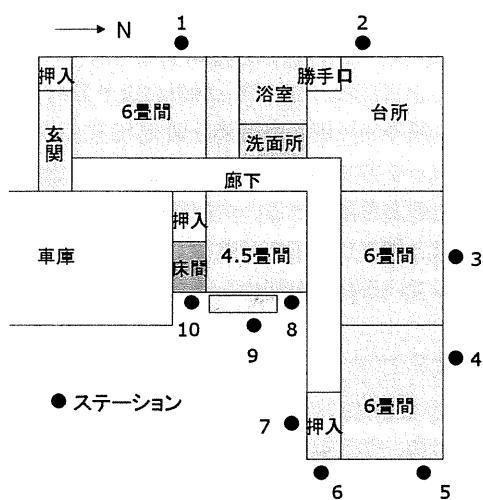 1
2
N
押入
6畳間
浴室
勝手口
台所
玄関
洗面所
廊下
押入
車庫
床間
4.5畳間
6畳間
3
10
9
8
4
ステーション
7
押入
6畳間
6
5